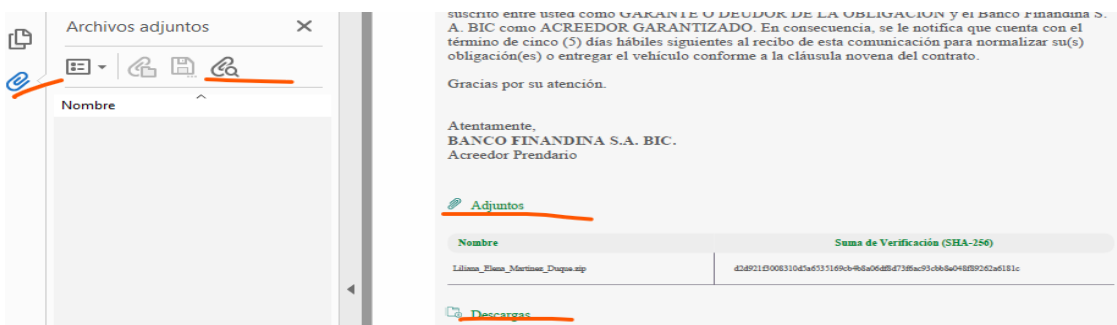 Archivos adjuntos
Nombre
suscrito entre usted como GARANTE O DEUDOR DE LA OBLIGACIÓN y el Banco Finandina S.
A. BIC como ACREEDOR GARANTIZADO. En consecuencia, se le notifica que cuenta con el
término de cinco (5) días hábiles siguientes al recibo de esta comunicación para normalizar su(s)
obligación(es) o entregar el vehículo conforme a la cláusula novena del contrato.
Gracias por su atención.
Atentamente,
BANCO FINANDINA S.A. BIC.
Acreedor Prendario
Adjuntos
Nombre Suma de Verificación (SHA-256)
Liliana_Elena_Martinez_Duque.zip
Descargas